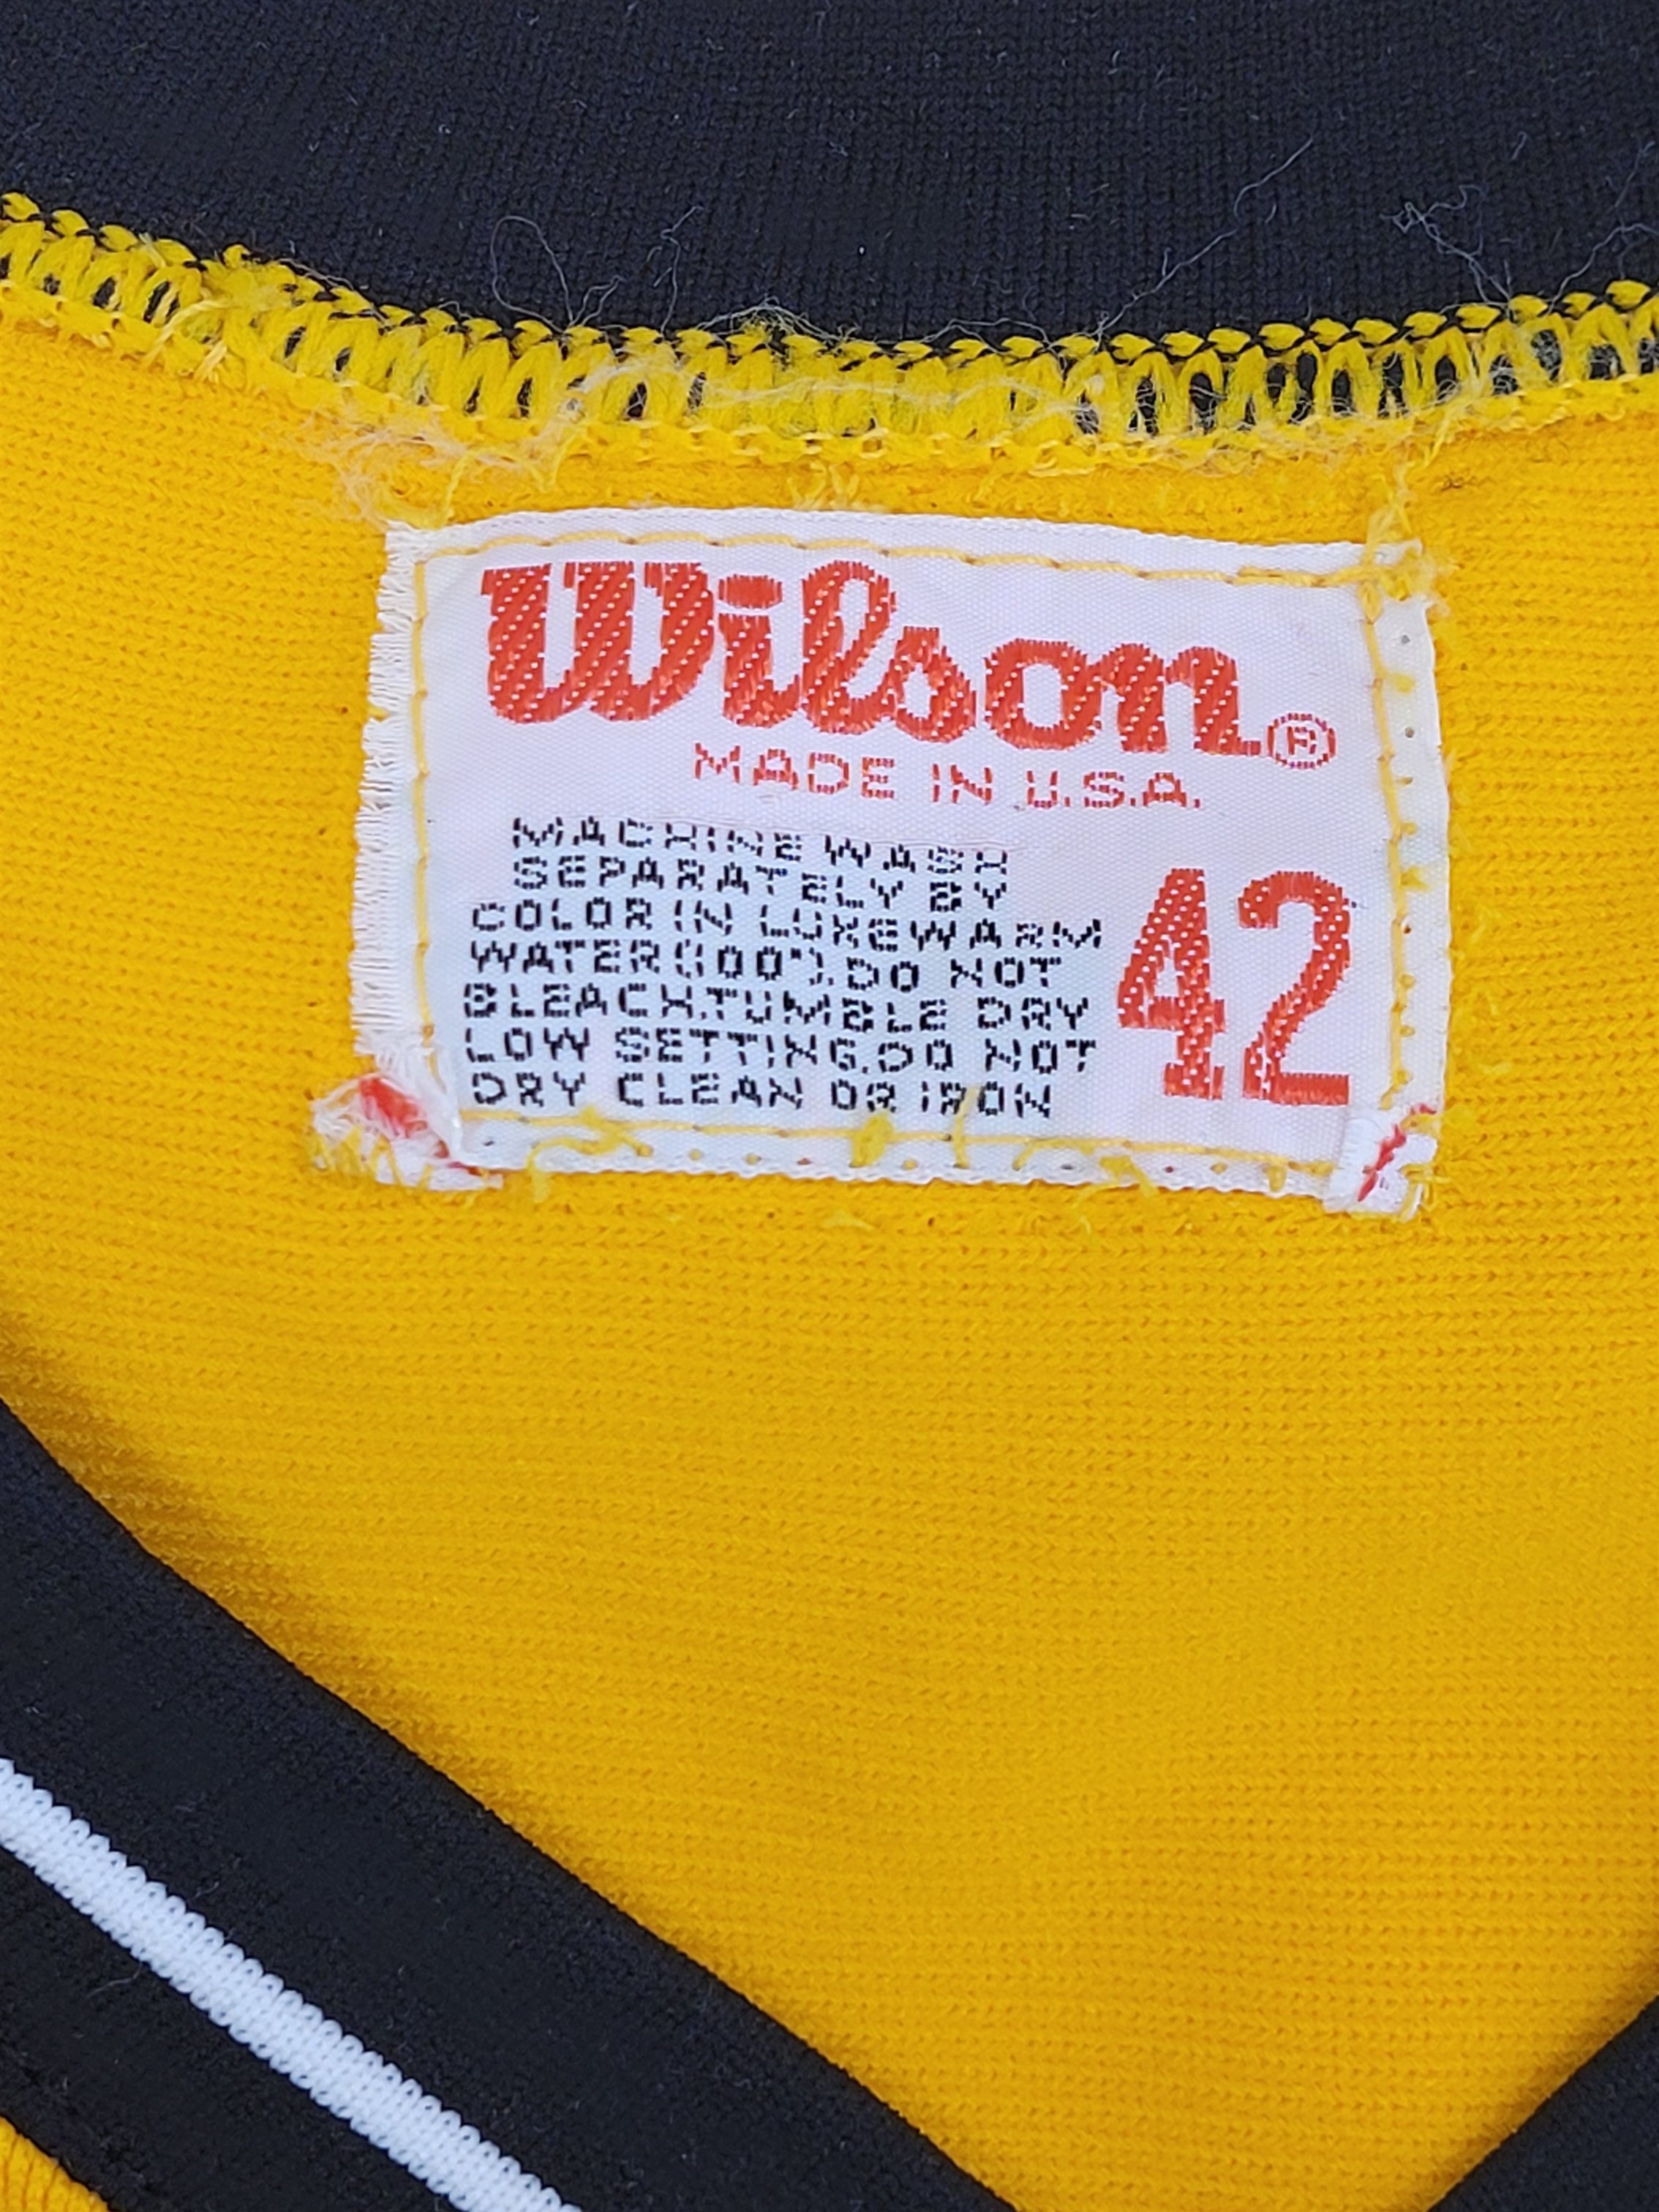 Wilson®
MADE IN U.S.A.
MACHINE WASH
SEPARATELY BY
COLOR IN LUKEWARM
WATER (100°). DO NOT
BLEACH. TUMBLE DRY
LOW SETTING. DO NOT
DRY CLEAN OR IRON
42